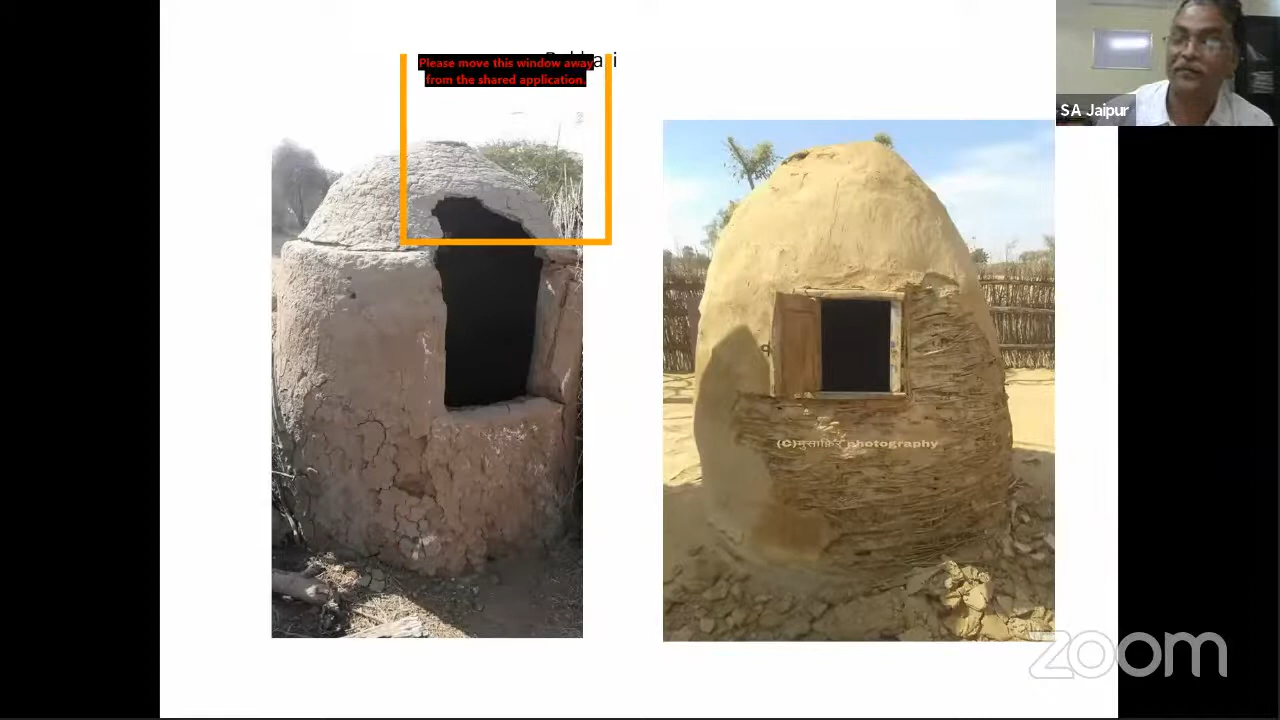 Please move this window away
from the shared application.
S A Jaipur
(C)मुसाफ़िर photography
zoom